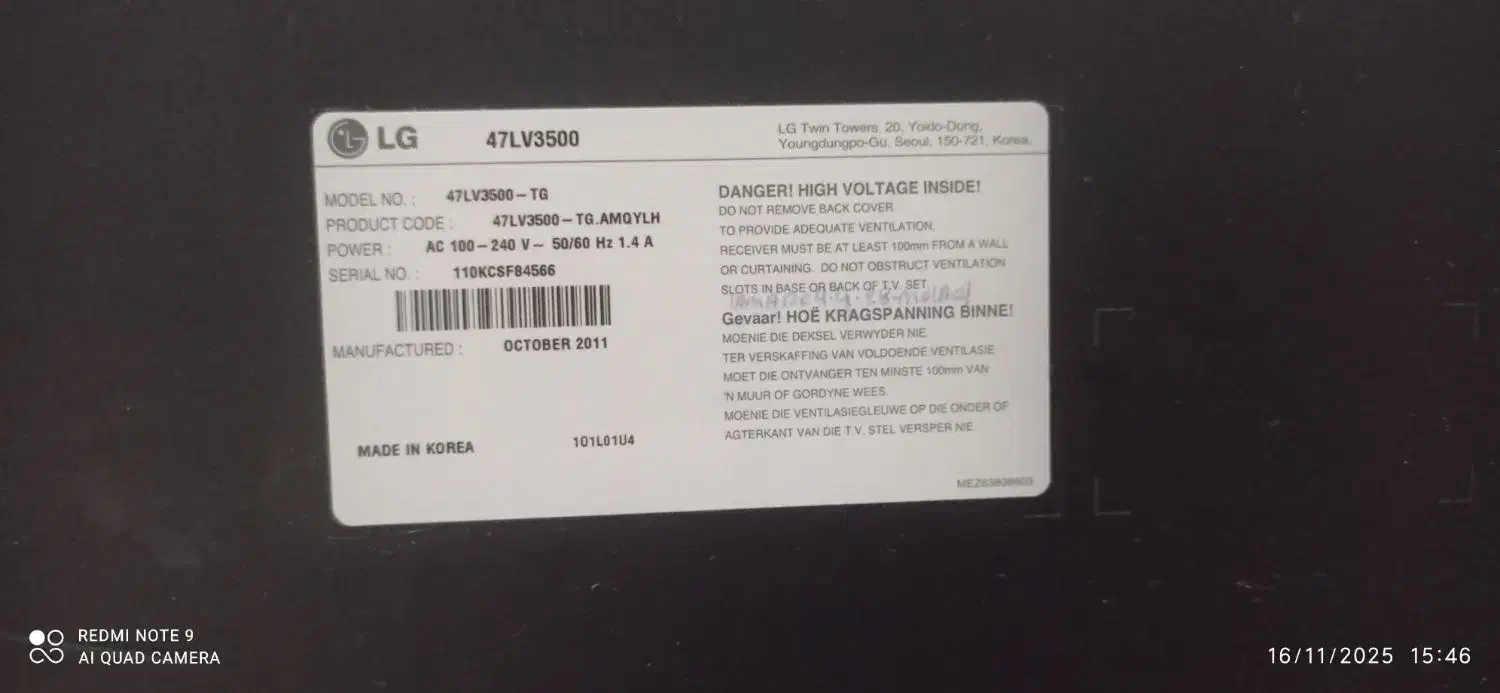 LG 47LV3500
LG Twin Towers, 20, Yoido-Dong,
Youngdungpo-Gu, Seoul, 150-721, Korea.
MODEL NO. : 47LV3500-TG
PRODUCT CODE : 47LV3500-TG.AMQYLH
POWER : AC 100-240 V~ 50/60 Hz 1.4 A
SERIAL NO. : 110KCSF84566
MANUFACTURED : OCTOBER 2011
MADE IN KOREA 101L01U4
DANGER! HIGH VOLTAGE INSIDE!
DO NOT REMOVE BACK COVER.
TO PROVIDE ADEQUATE VENTILATION,
RECEIVER MUST BE AT LEAST 100mm FROM A WALL
OR CURTAINING. DO NOT OBSTRUCT VENTILATION
SLOTS IN BASE OR BACK OF T.V. SET.
Gevaar! HOË KRAGSPANNING BINNE!
MOENIE DIE DEKSEL VERWYDER NIE.
TER VERSKAFFING VAN VOLDOENDE VENTILASIE
MOET DIE ONTVANGER TEN MINSTE 100mm VAN
'N MUUR OF GORDYNE WEES.
MOENIE DIE VENTILASIEGLEUWE OP DIE ONDER OF
AGTERKANT VAN DIE T.V. STEL VERSPER NIE.
REDMI NOTE 9
AI QUAD CAMERA
16/11/2025 15:46